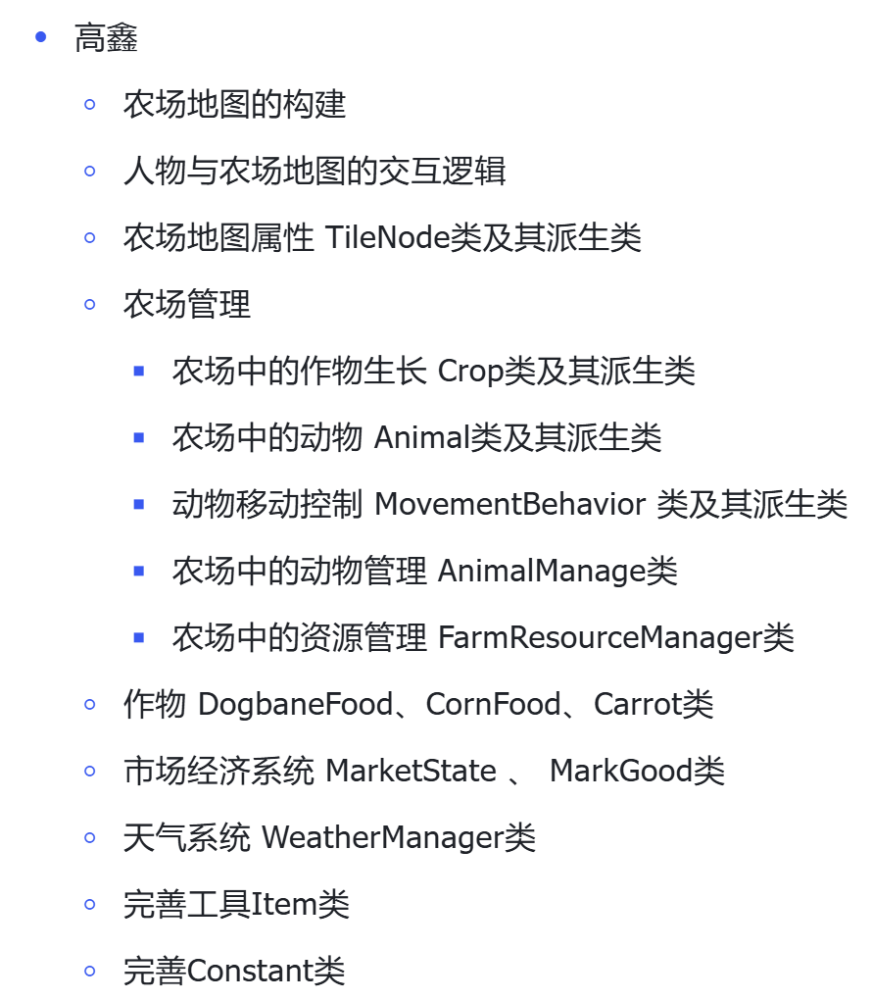 高鑫
农场地图的构建
人物与农场地图的交互逻辑
农场地图属性 TileNode类及其派生类
农场管理
农场中的作物生长 Crop类及其派生类
农场中的动物 Animal类及其派生类
动物移动控制 MovementBehavior 类及其派生类
农场中的动物管理 AnimalManage类
农场中的资源管理 FarmResourceManager类
作物 DogbaneFood、CornFood、Carrot类
市场经济系统 MarketState 、 MarkGood类
天气系统 WeatherManager类
完善工具Item类
完善Constant类